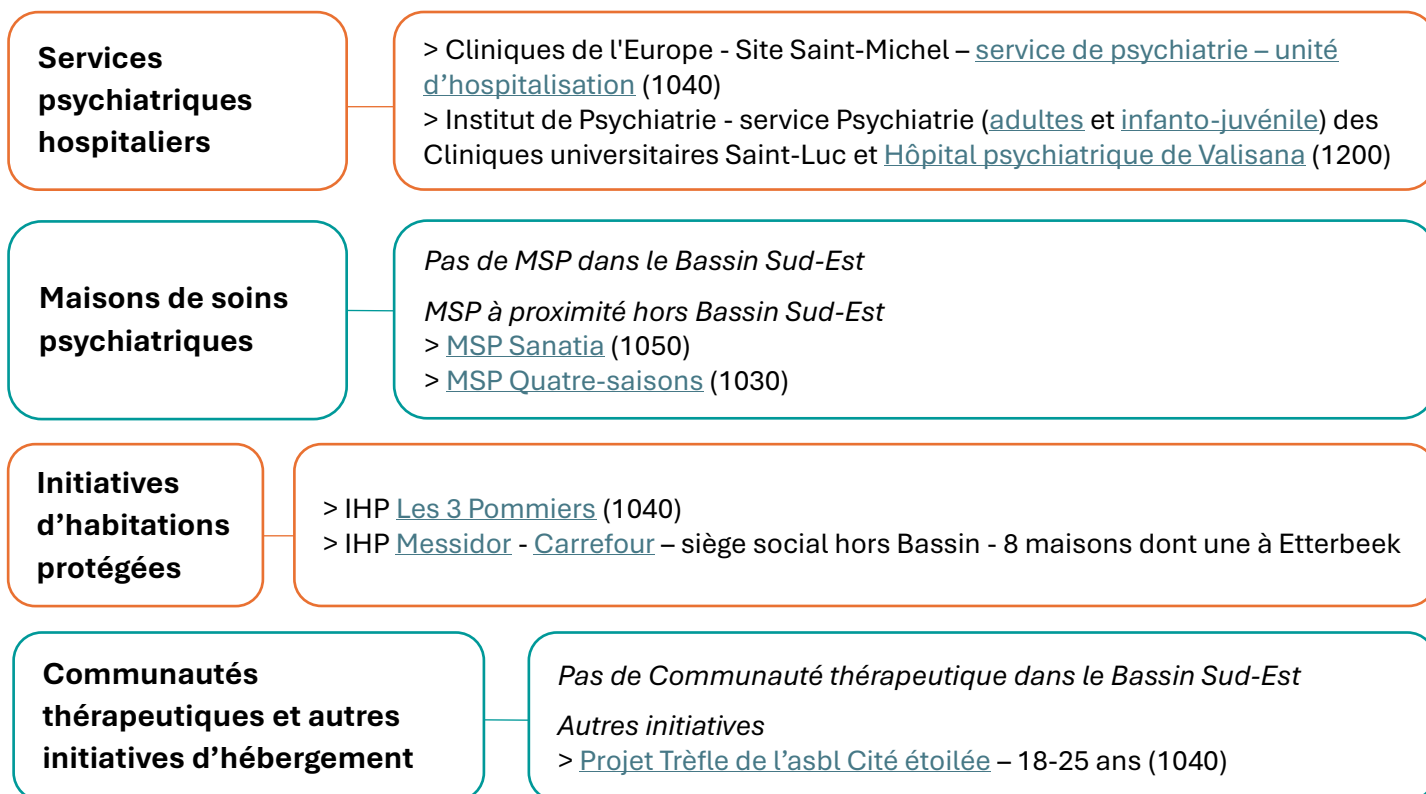 Services
psychiatriques
hospitaliers
> Cliniques de l'Europe - Site Saint-Michel – service de psychiatrie – unité
d’hospitalisation (1040)
> Institut de Psychiatrie - service Psychiatrie (adultes et infanto-juvénile) des
Cliniques universitaires Saint-Luc et Hôpital psychiatrique de Valisana (1200)
Maisons de soins
psychiatriques
Pas de MSP dans le Bassin Sud-Est
MSP à proximité hors Bassin Sud-Est
> MSP Sanatia (1050)
> MSP Quatre-saisons (1030)
Initiatives
d’habitations
protégées
> IHP Les 3 Pommiers (1040)
> IHP Messidor - Carrefour – siège social hors Bassin - 8 maisons dont une à Etterbeek
Communautés
thérapeutiques et autres
initiatives d’hébergement
Pas de Communauté thérapeutique dans le Bassin Sud-Est
Autres initiatives
> Projet Trèfle de l’asbl Cité étoilée – 18-25 ans (1040)